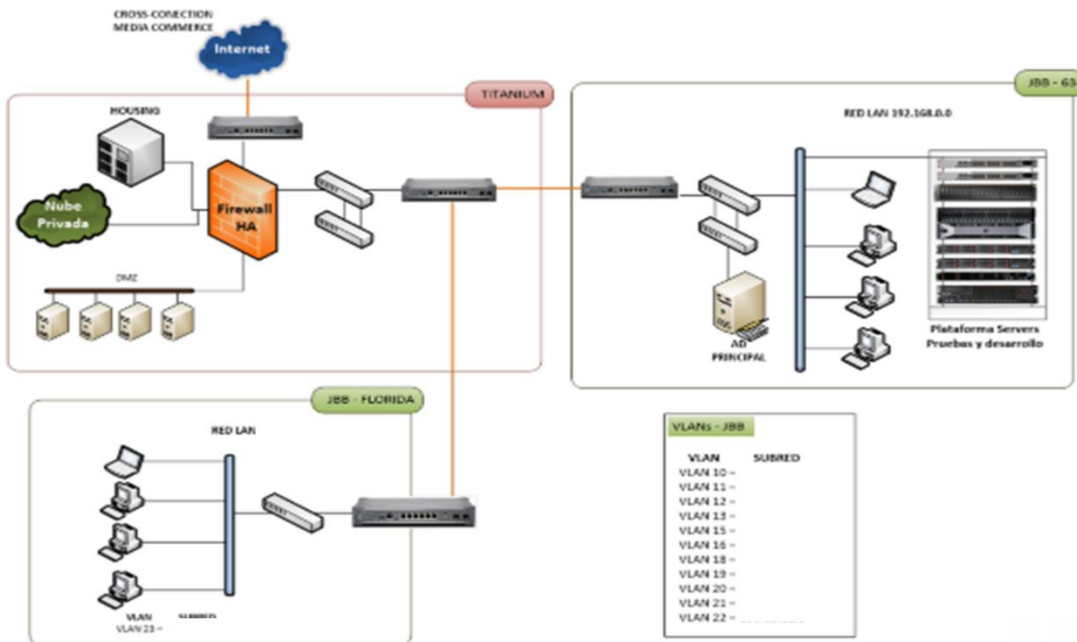 CROSS-CONECTION
MEDIA COMMERCE
Internet
TITANIUM
HOUSING
Nube
Privada
Firewall
HA
DMZ
JBB - 63
RED LAN 192.168.0.0
AD
PRINCIPAL
Plataforma Servers
Pruebas y desarrollo
JBB - FLORIDA
RED LAN
VLAN SUBRED
VLAN 23 –
VLANs - JBB
VLAN SUBRED
VLAN 10 –
VLAN 11 –
VLAN 12 –
VLAN 13 –
VLAN 15 –
VLAN 16 –
VLAN 18 –
VLAN 19 –
VLAN 20 –
VLAN 21 –
VLAN 22 –